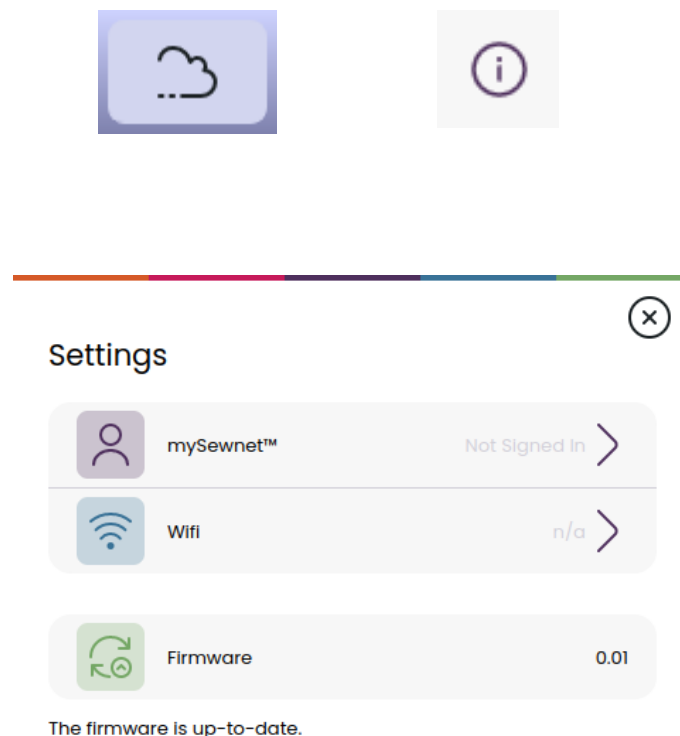 Settings
mySewnet™ Not Signed In
Wifi n/a
Firmware 0.01
The firmware is up-to-date.